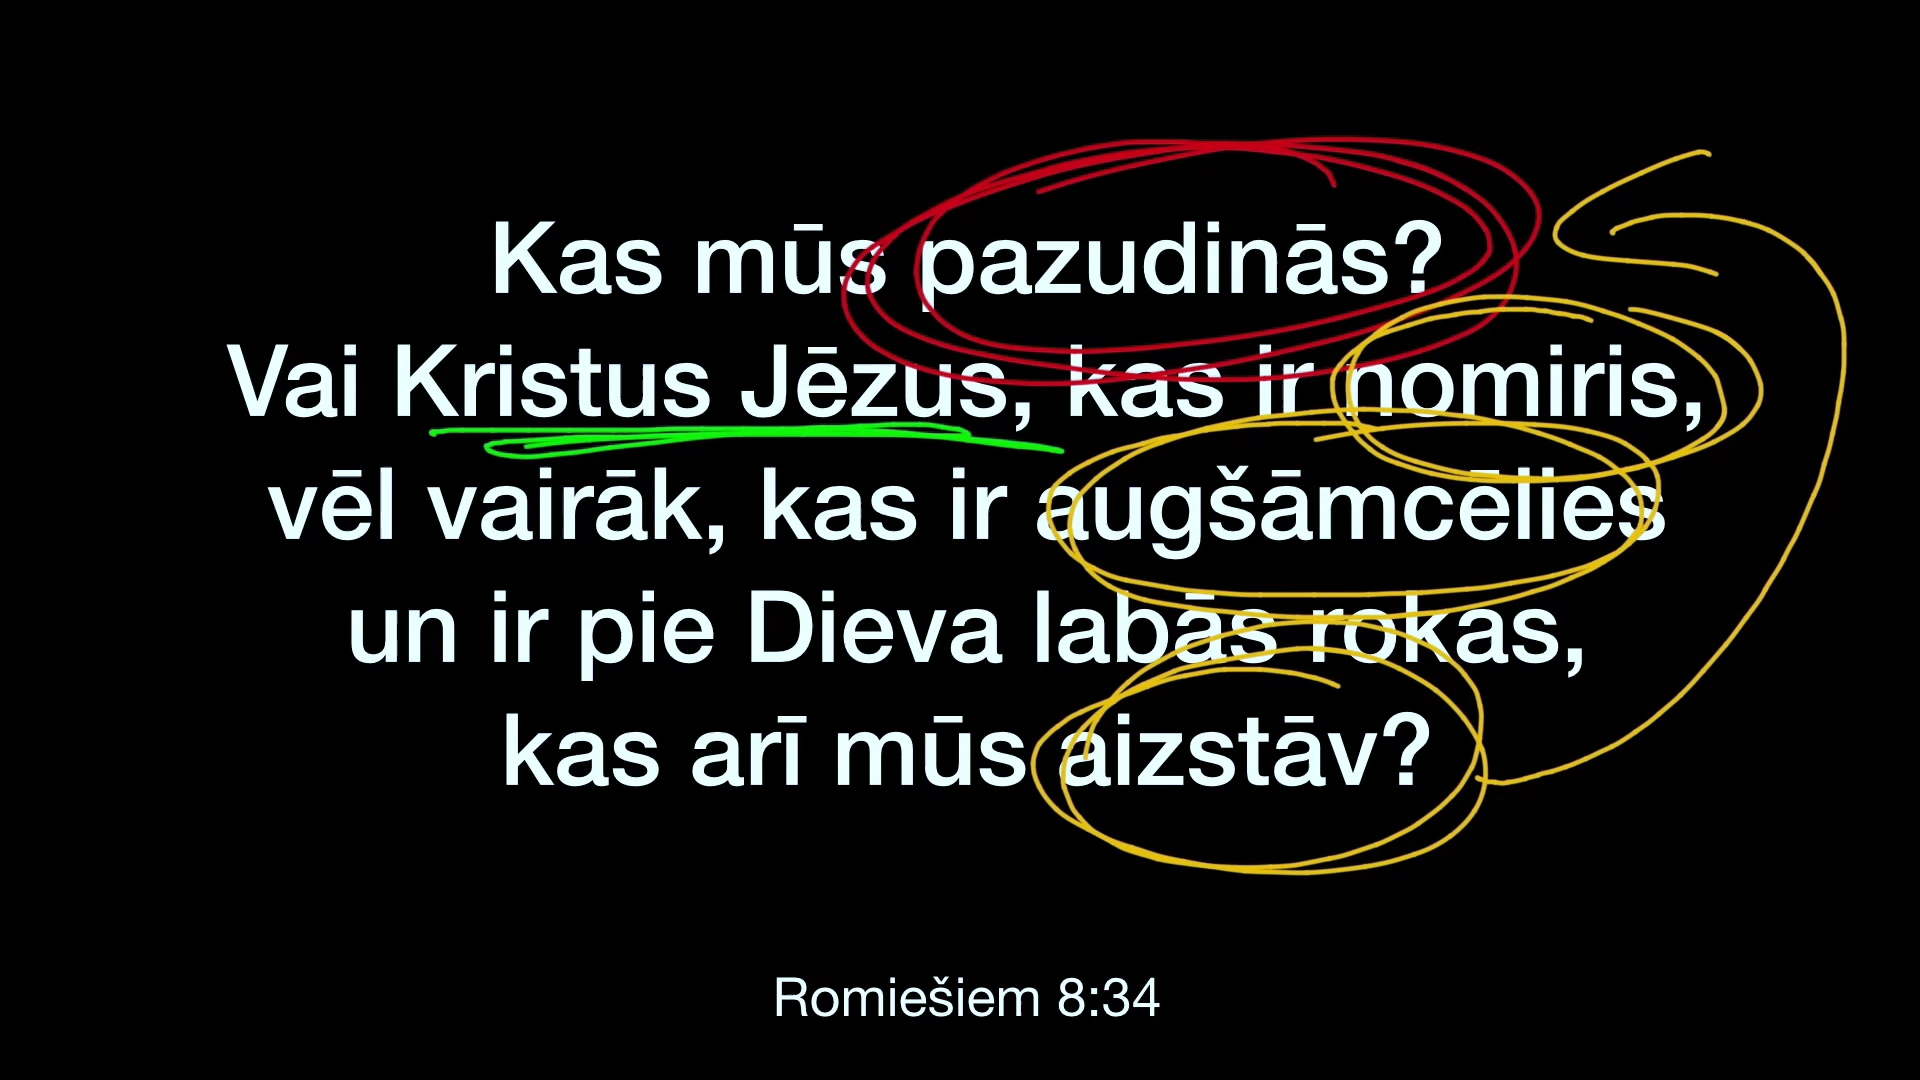 Kas mūs pazudinās?
Vai Kristus Jēzus, kas ir nomiris,
vēl vairāk, kas ir augšāmcēlies
un ir pie Dieva labās rokas,
kas arī mūs aizstāv?
Romiešiem 8:34